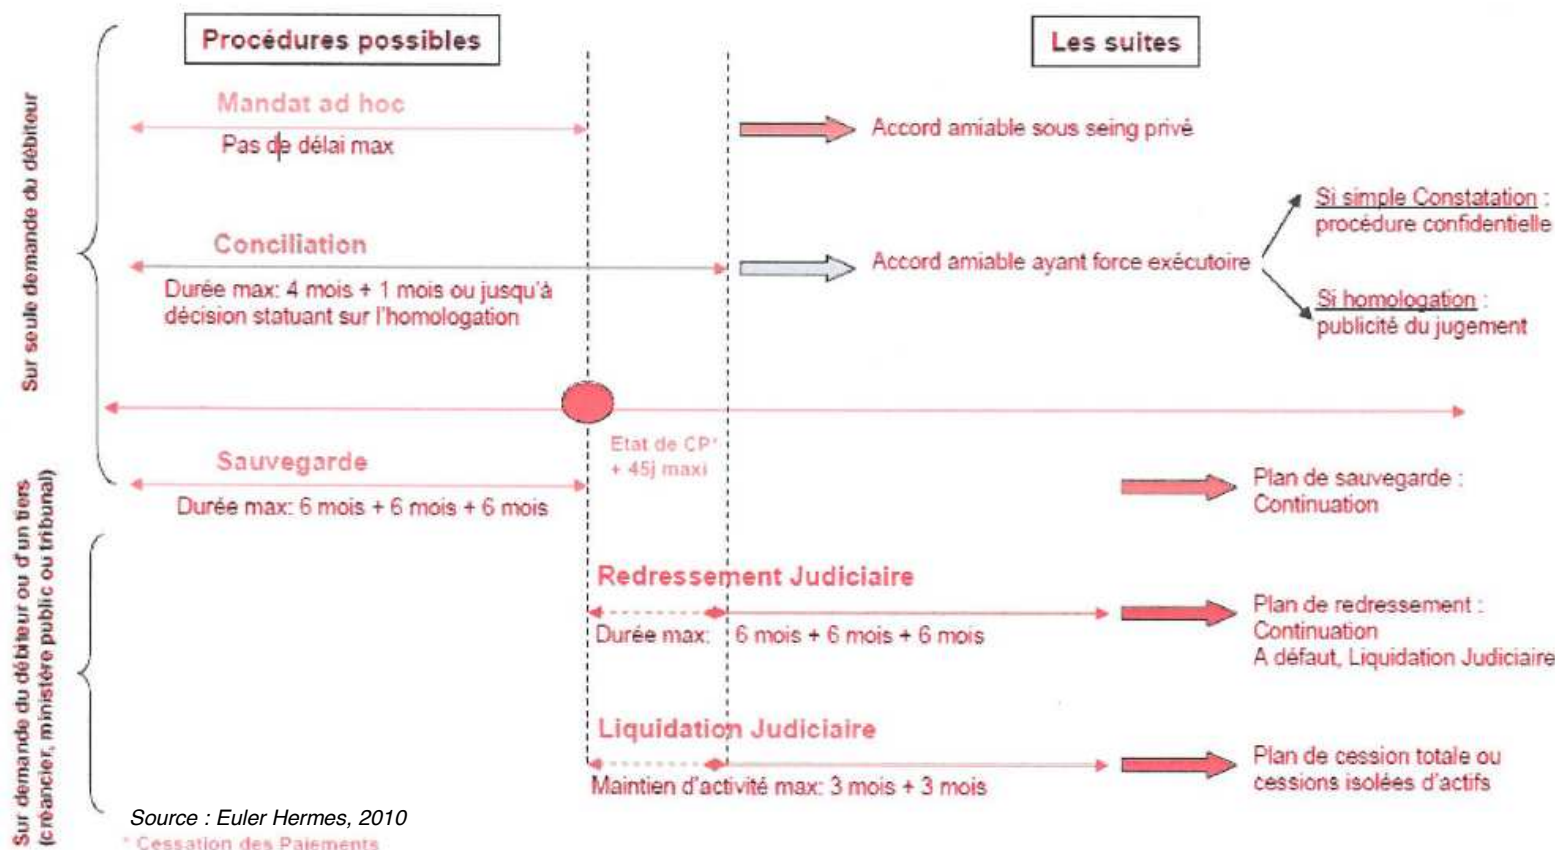 Procédures possibles
Les suites
Sur seule demande du débiteur
Mandat ad hoc
Pas de délai max
Accord amiable sous seing privé
Conciliation
Durée max: 4 mois + 1 mois ou jusqu'à
décision statuant sur l'homologation
Accord amiable ayant force exécutoire
Si simple Constatation :
procédure confidentielle
Si homologation :
publicité du jugement
Etat de CP*
+ 45j maxi
Sauvegarde
Durée max: 6 mois + 6 mois + 6 mois
Plan de sauvegarde :
Continuation
Sur demande du débiteur ou d'un tiers
(créancier, ministère public ou tribunal)
Redressement Judiciaire
Durée max: 6 mois + 6 mois + 6 mois
Plan de redressement :
Continuation
A défaut, Liquidation Judiciaire
Liquidation Judiciaire
Maintien d'activité max: 3 mois + 3 mois
Plan de cession totale ou
cessions isolées d'actifs
Source : Euler Hermes, 2010
* Cessation des Paiements